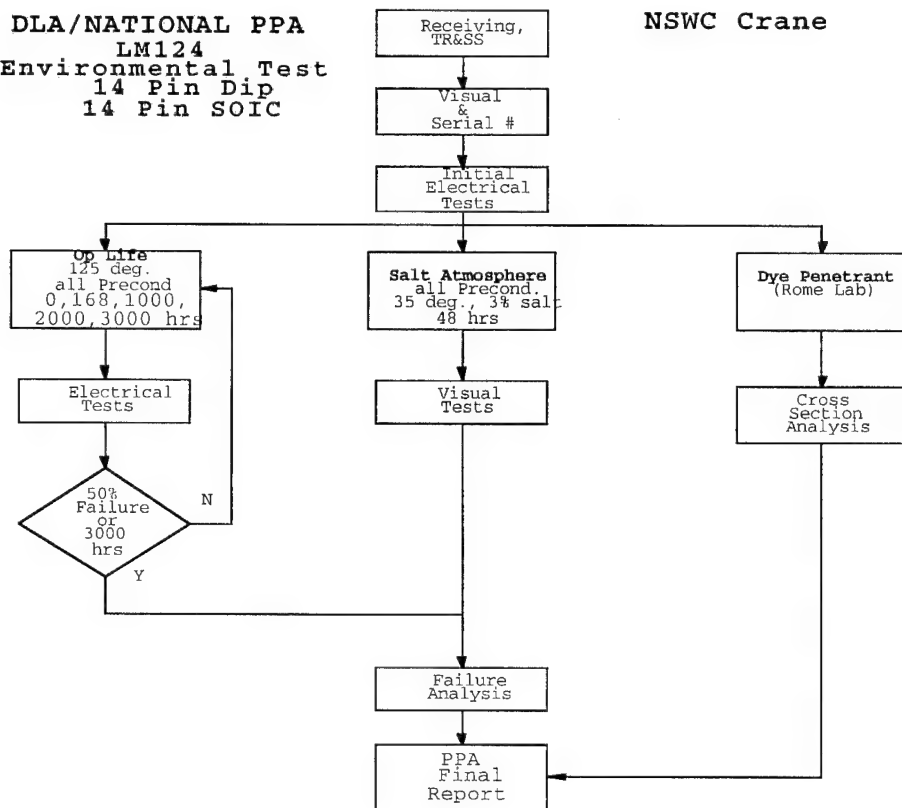 DLA/NATIONAL PPA
LM124
Environmental Test
14 Pin Dip
14 Pin SOIC
NSWC Crane
Receiving,
TR&SS
Visual
&
Serial #
Initial
Electrical
Tests
Op Life
125 deg.
all Precond
0,168,1000,
2000,3000 hrs
Salt Atmosphere
all Precond.
35 deg., 3% salt
48 hrs
Dye Penetrant
(Rome Lab)
Electrical
Tests
Visual
Tests
Cross
Section
Analysis
50%
Failure
or
3000
hrs
N
Y
Failure
Analysis
PPA
Final
Report